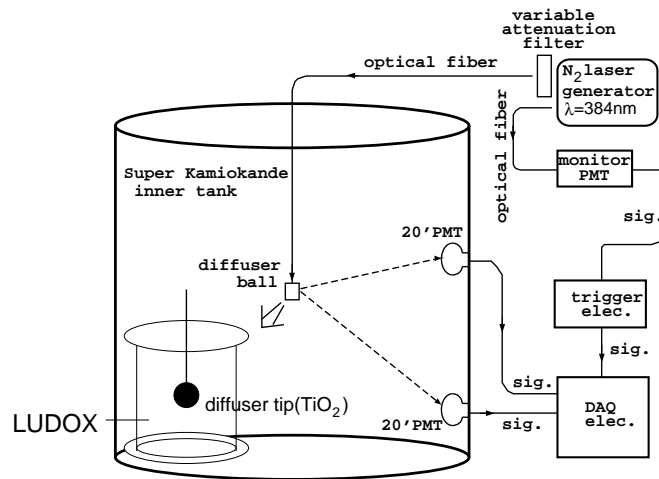 variable
attenuation
filter
optical fiber
N2 laser
generator
λ=384nm
optical fiber
monitor
PMT
Super Kamiokande
inner tank
sig.
20'PMT
diffuser
ball
trigger
elec.
sig.
diffuser tip(TiO2)
LUDOX
20'PMT
sig.
sig.
DAQ
elec.